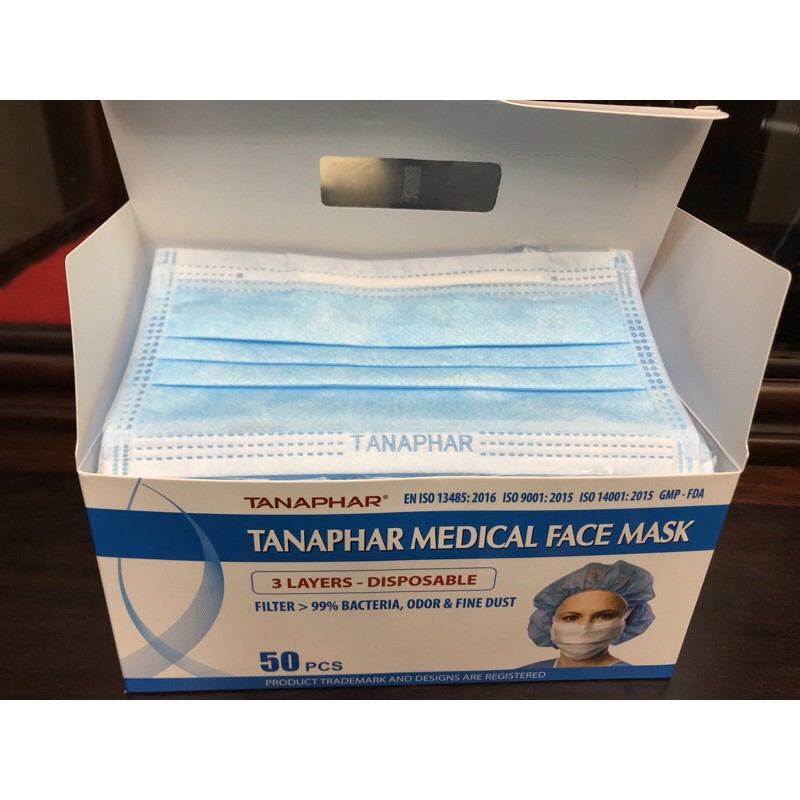 TANAPHAR
TANAPHAR® EN ISO 13485: 2016 ISO 9001: 2015 ISO 14001: 2015 GMP - FDA
TANAPHAR MEDICAL FACE MASK
3 LAYERS - DISPOSABLE
FILTER > 99% BACTERIA, ODOR & FINE DUST
50 PCS
PRODUCT TRADEMARK AND DESIGNS ARE REGISTERED